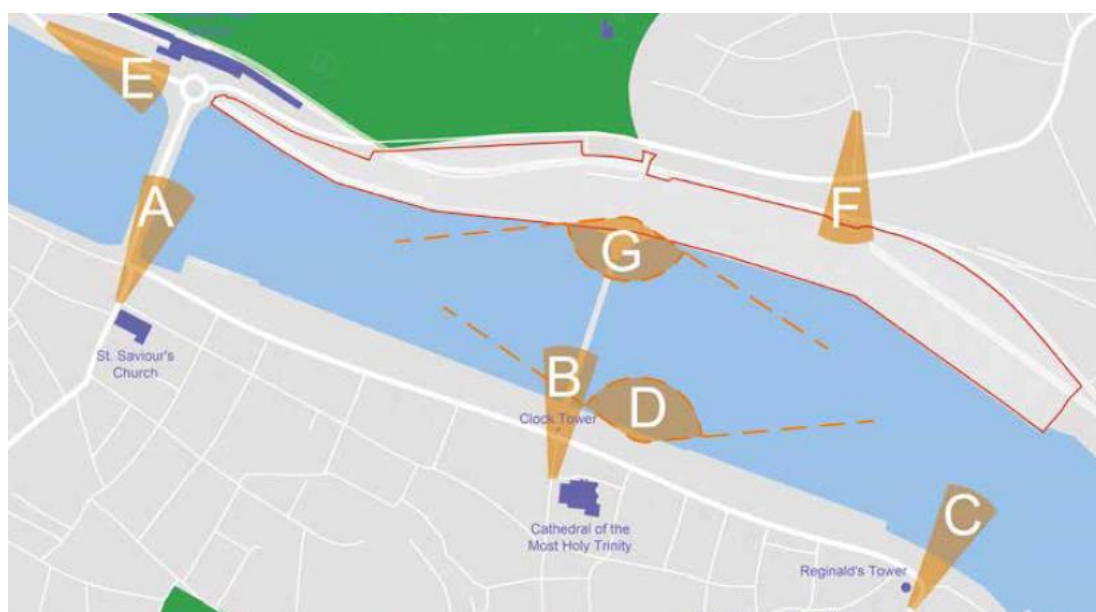 E
A
F
G
B
D
C
St. Saviour's
Church
Clock Tower
Cathedral of the
Most Holy Trinity
Reginald's Tower